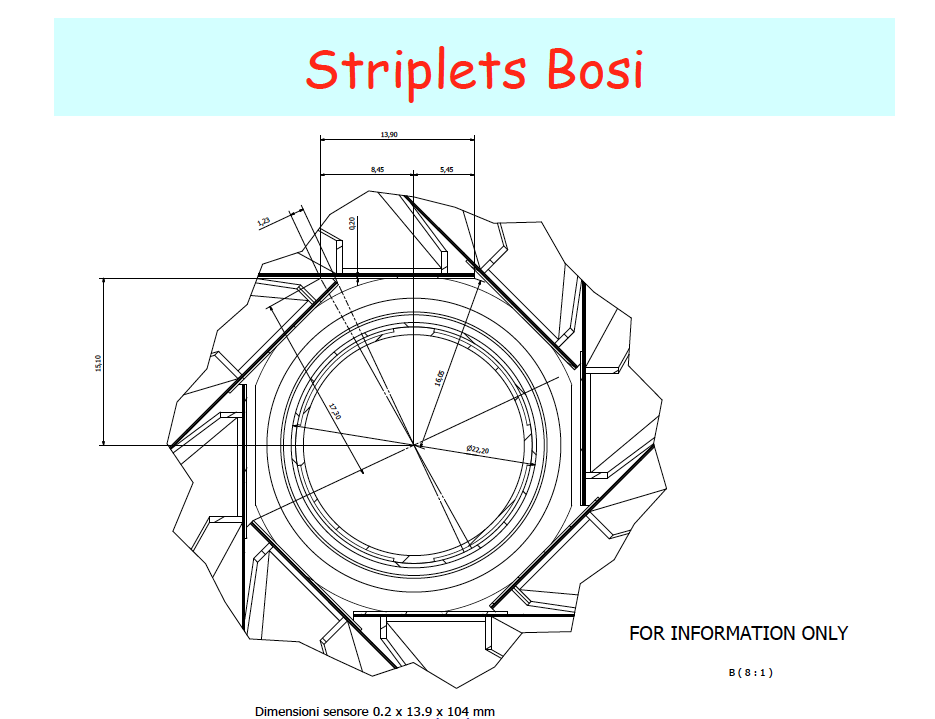 Striplets Bosi
13,90
8,45
5,45
1,23
0,20
15,10
16,05
17,30
Ø22,20
FOR INFORMATION ONLY
B ( 8 : 1 )
Dimensioni sensore 0.2 x 13.9 x 104 mm